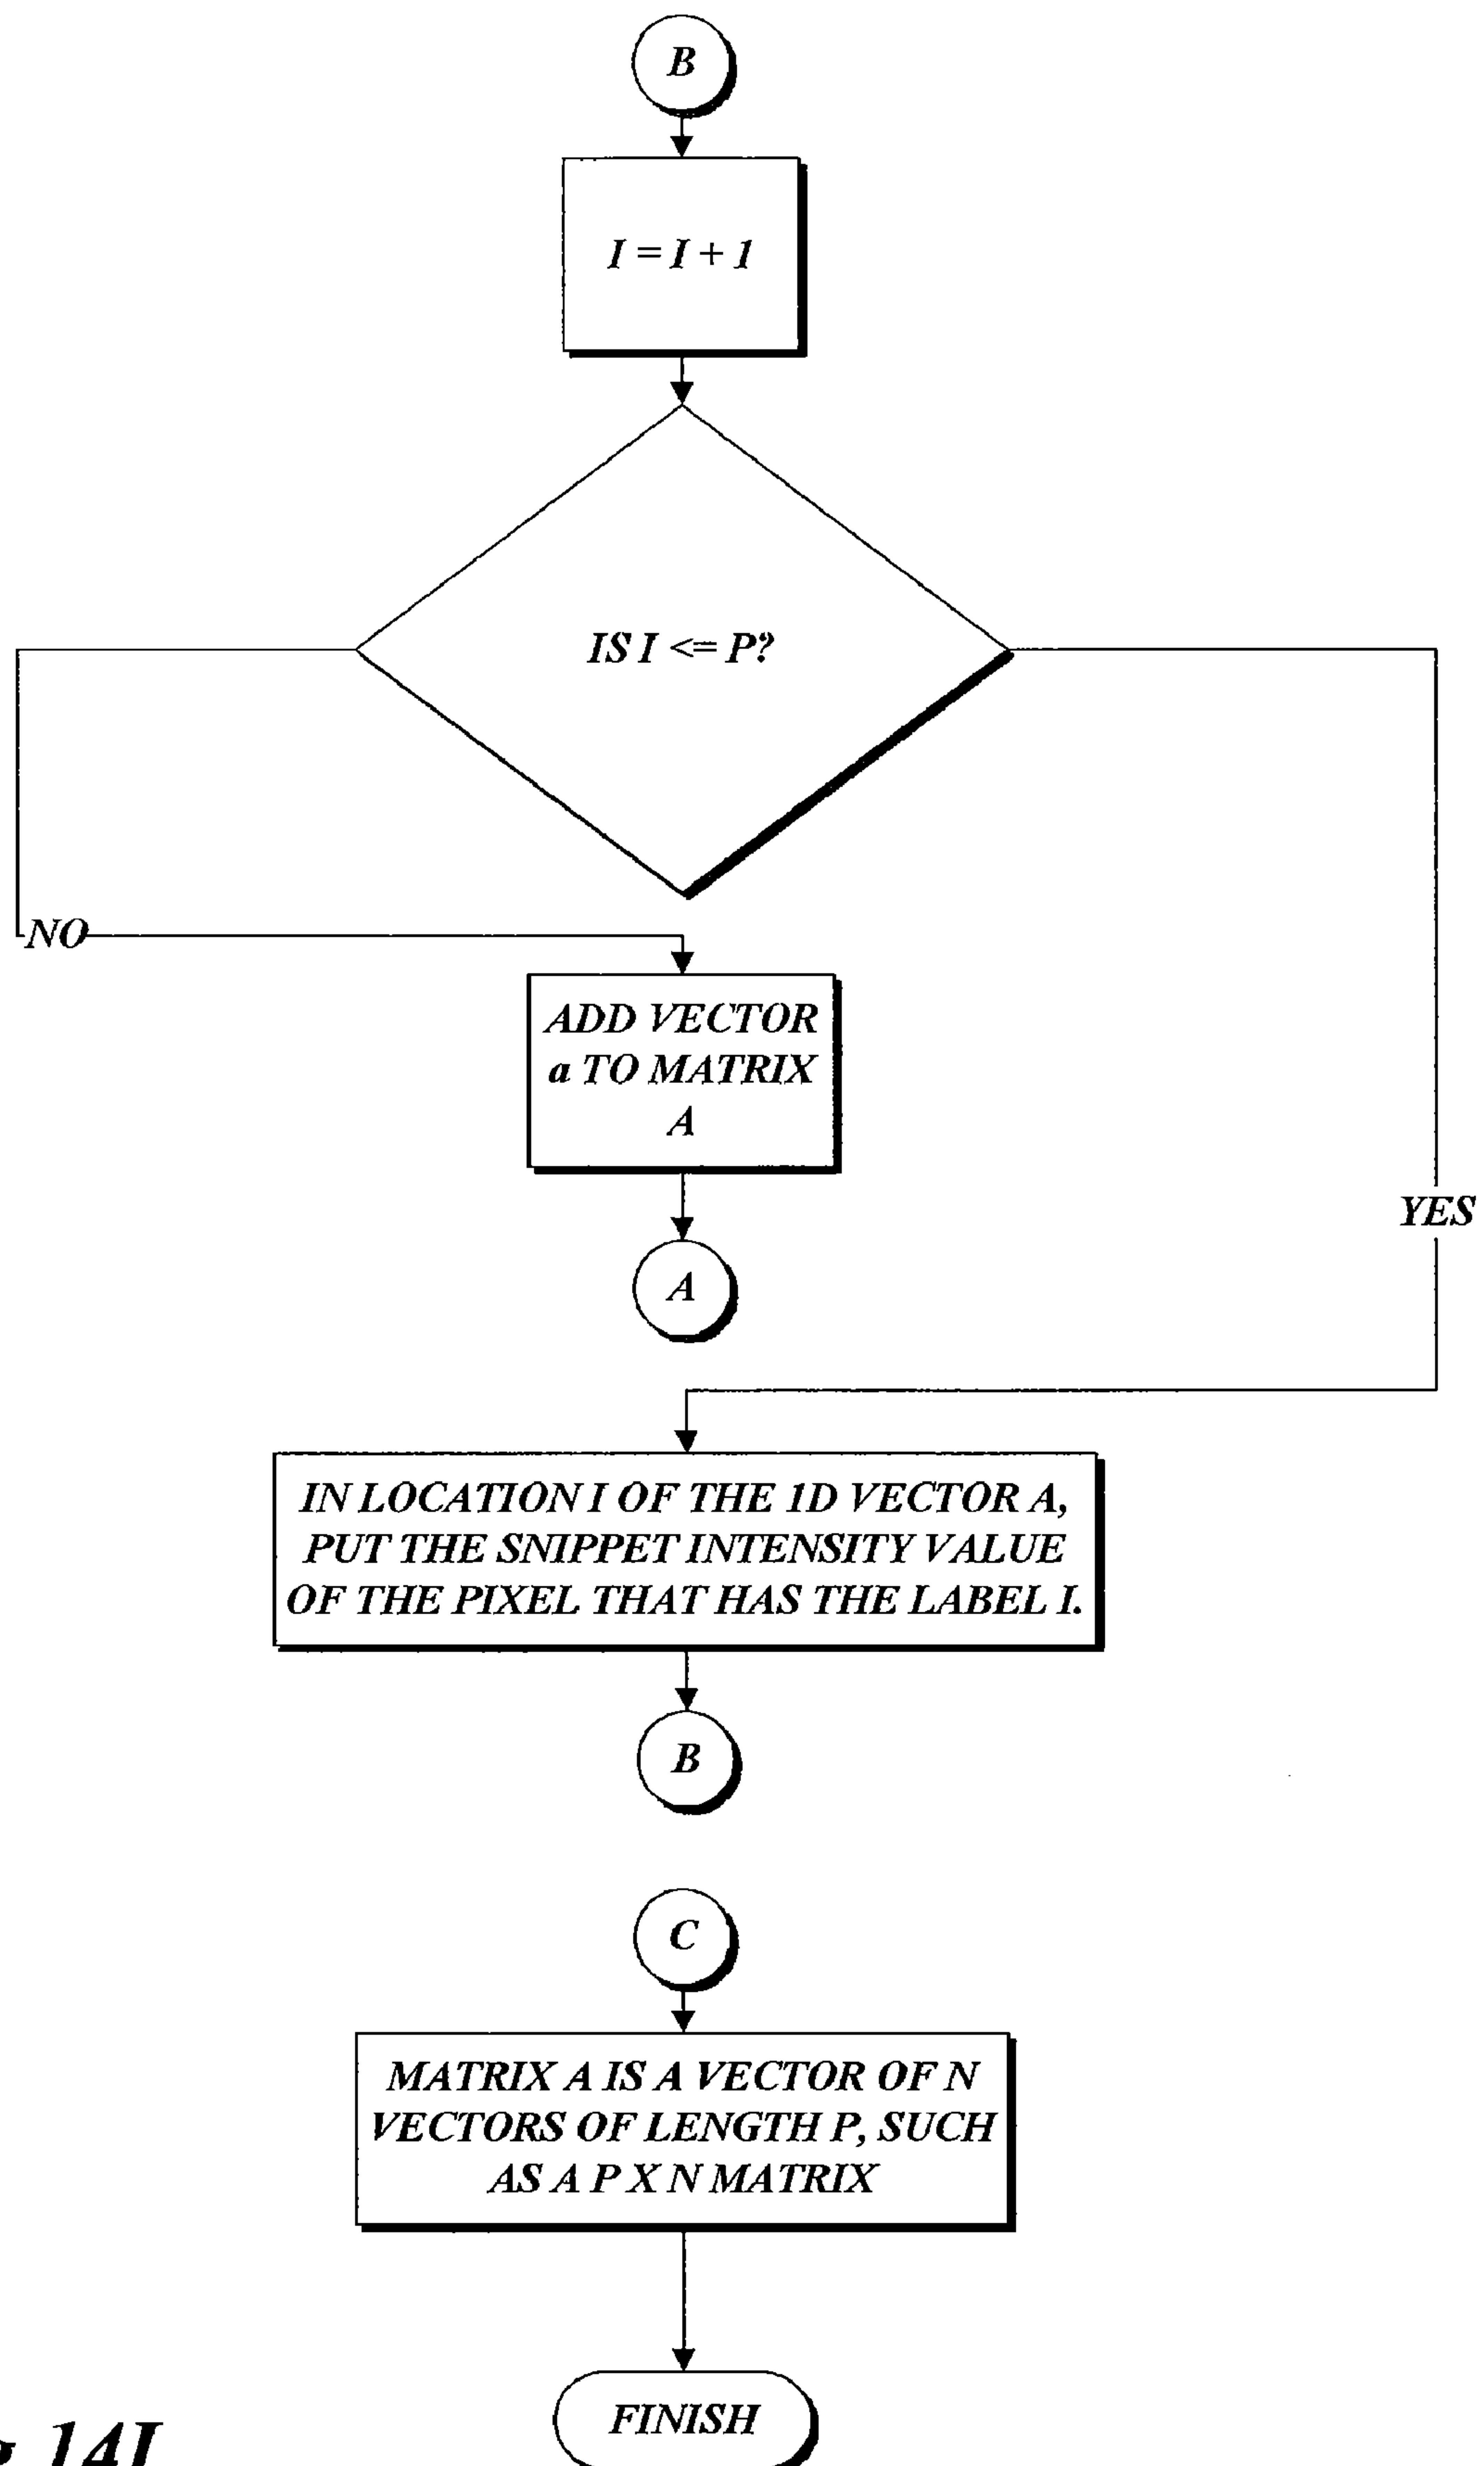 B
I = I + 1
IS I <= P?
NO
ADD VECTOR
a TO MATRIX
A
YES
A
IN LOCATION I OF THE 1D VECTOR A,
PUT THE SNIPPET INTENSITY VALUE
OF THE PIXEL THAT HAS THE LABEL I.
B
C
MATRIX A IS A VECTOR OF N
VECTORS OF LENGTH P, SUCH
AS A P X N MATRIX
FINISH
14I